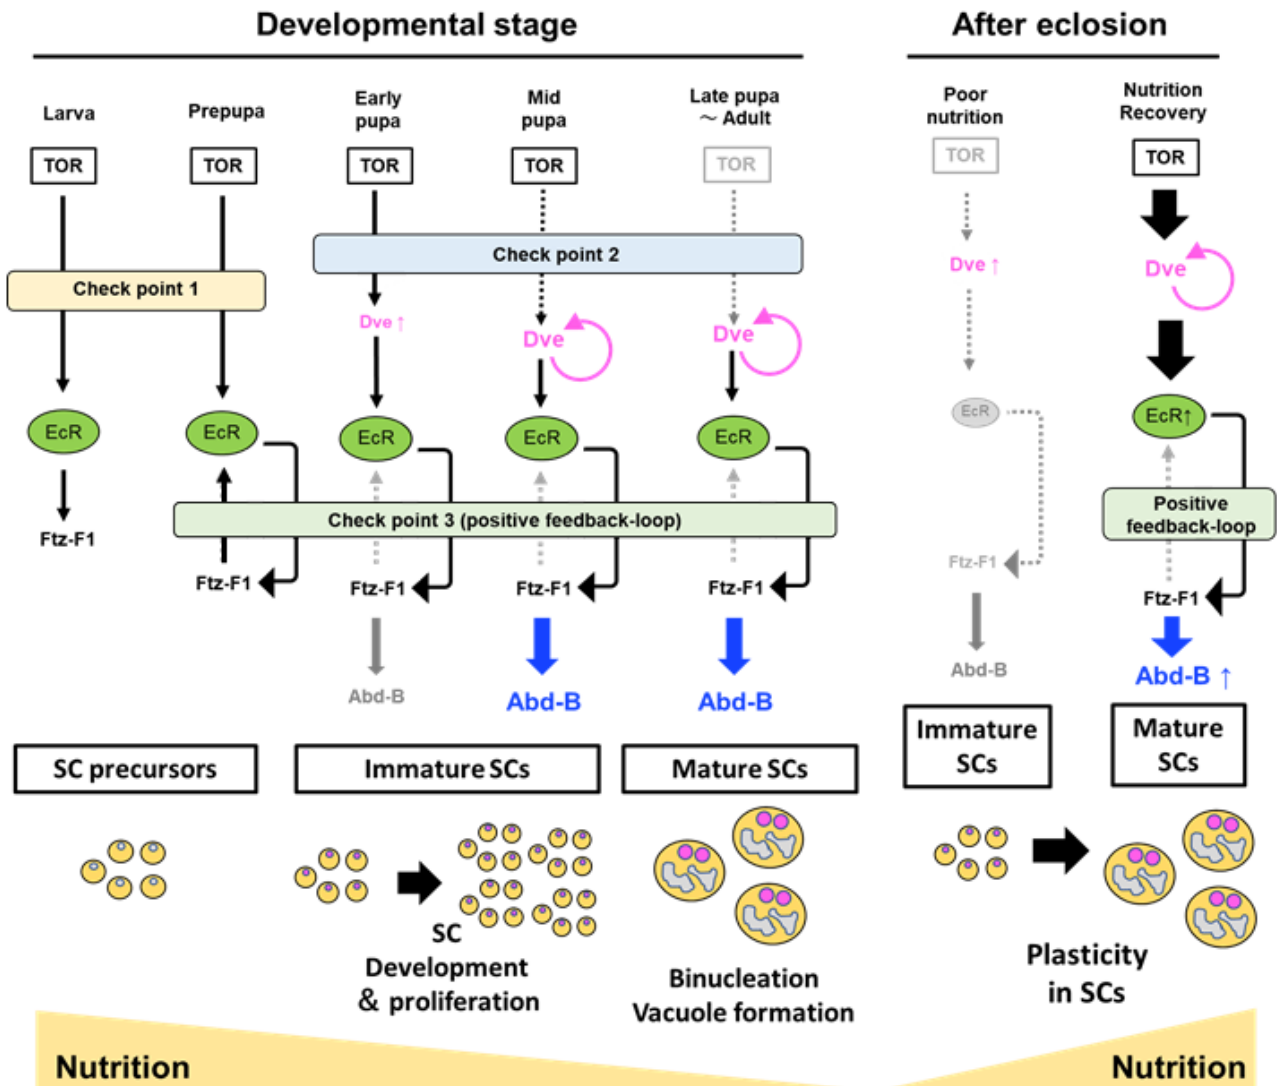 Developmental stage
After eclosion
Larva
Prepupa
Early
pupa
Mid
pupa
Late pupa
~ Adult
Poor
nutrition
Nutrition
Recovery
TOR
TOR
TOR
TOR
TOR
TOR
TOR
Check point 1
Check point 2
Dve ↑
Dve
Dve
Dve ↑
Dve
EcR
EcR
EcR
EcR
EcR
EcR
EcR↑
Check point 3 (positive feedback-loop)
Positive
feedback-loop
Ftz-F1
Ftz-F1
Ftz-F1
Ftz-F1
Ftz-F1
Ftz-F1
Ftz-F1
Abd-B
Abd-B
Abd-B
Abd-B
Abd-B ↑
SC precursors
Immature SCs
Mature SCs
Immature
SCs
Mature
SCs
SC
Development
& proliferation
Binucleation
Vacuole formation
Plasticity
in SCs
Nutrition
Nutrition